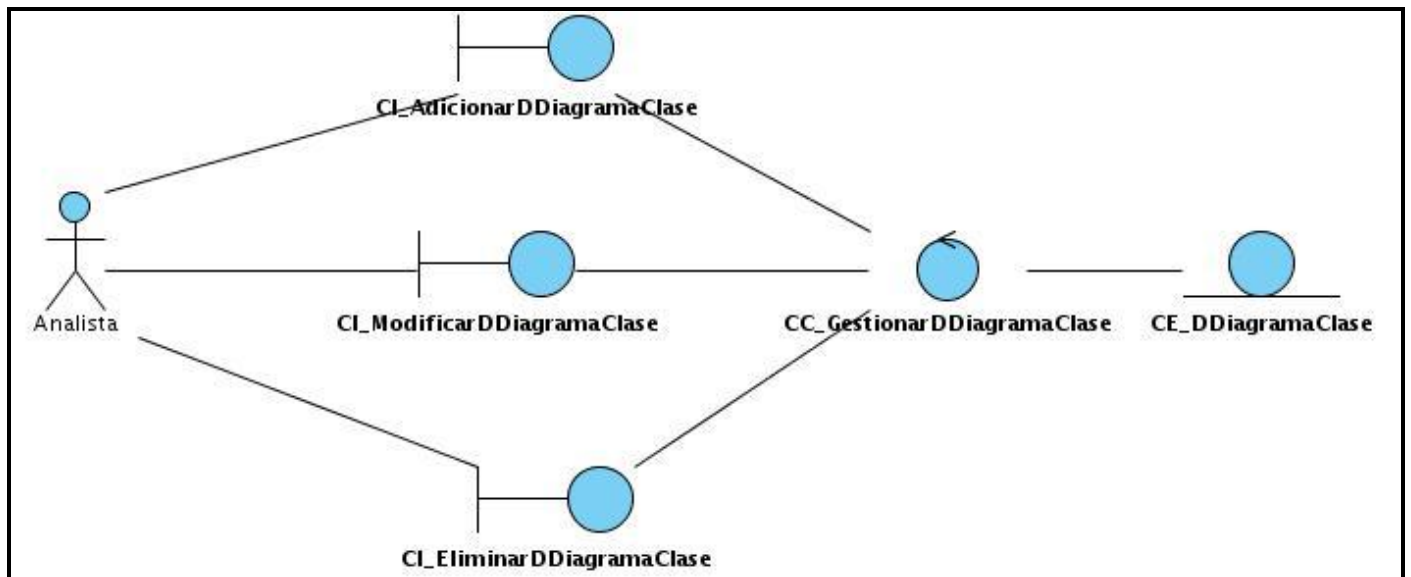 CI_AdicionarDDiagramaClase
Analista
CI_ModificarDDiagramaClase
CC_GestionarDDiagramaClase
CE_DDiagramaClase
CI_EliminarDDiagramaClase